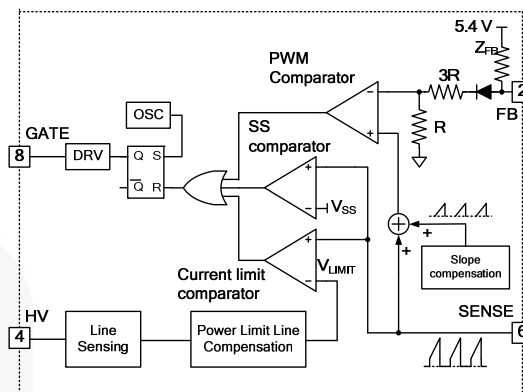 5.4 V
Z FB
PWM
Comparator
3R
2
FB
R
OSC
SS
comparator
GATE
8
DRV
Q S
Q R
VSS
Slope
compensation
Current limit
comparator
VLIMIT
HV
4
Line
Sensing
Power Limit Line
Compensation
SENSE
6